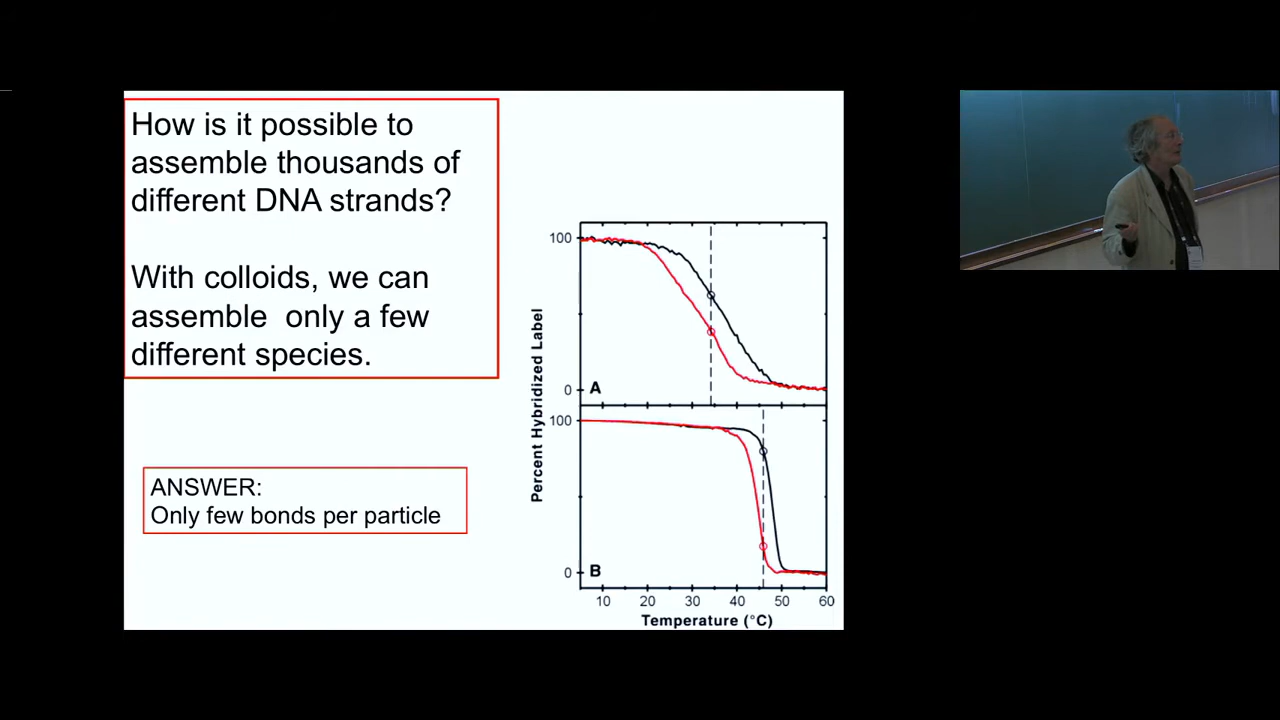 How is it possible to
assemble thousands of
different DNA strands?
With colloids, we can
assemble only a few
different species.
ANSWER:
Only few bonds per particle
Percent Hybridized Label
100
0
A
100
0
B
10 20 30 40 50 60
Temperature (°C)